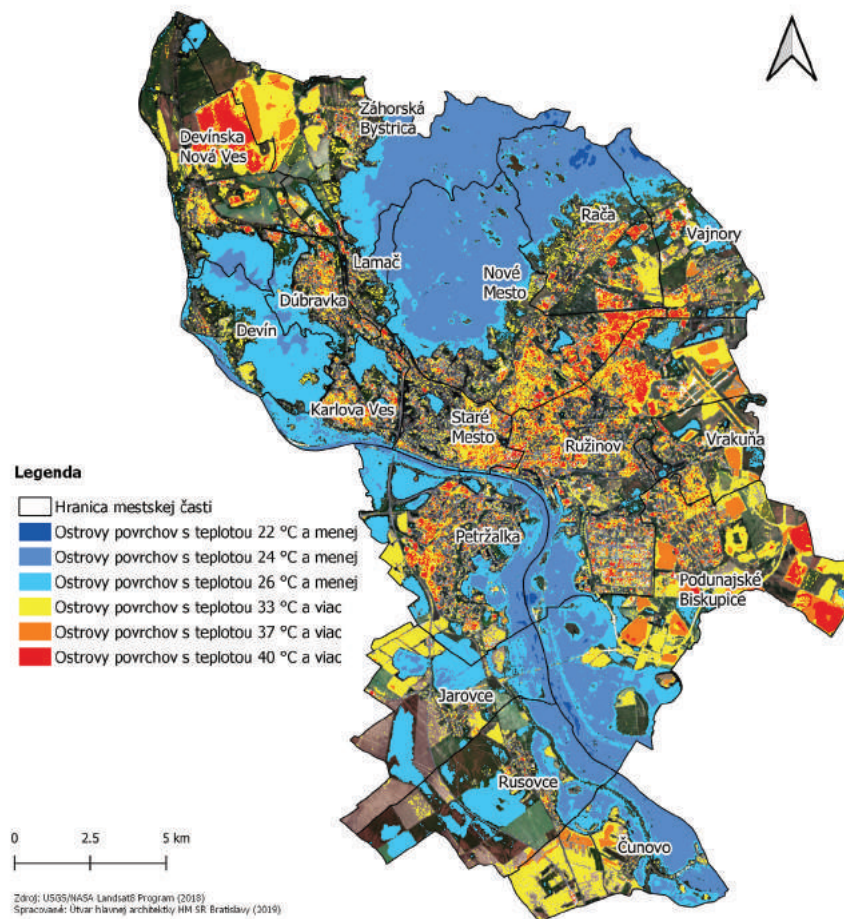 Záhorská
Bystrica
Devínska
Nová Ves
Rača
Vajnory
Lamač
Nové
Mesto
Dúbravka
Devín
Karlova Ves
Staré
Mesto
Ružinov
Vrakuňa
Legenda
Hranica mestskej časti
Ostrovy povrchov s teplotou 22 °C a menej
Ostrovy povrchov s teplotou 24 °C a menej
Ostrovy povrchov s teplotou 26 °C a menej
Ostrovy povrchov s teplotou 33 °C a viac
Ostrovy povrchov s teplotou 37 °C a viac
Ostrovy povrchov s teplotou 40 °C a viac
Petržalka
Podunajské
Biskupice
Jarovce
Rusovce
Čunovo
0 2.5 5 km
Zdroj: USGS/NASA Landsat8 Program (2018)
Spracované: Útvar hlavnej architektky HM SR Bratislavy (2019)